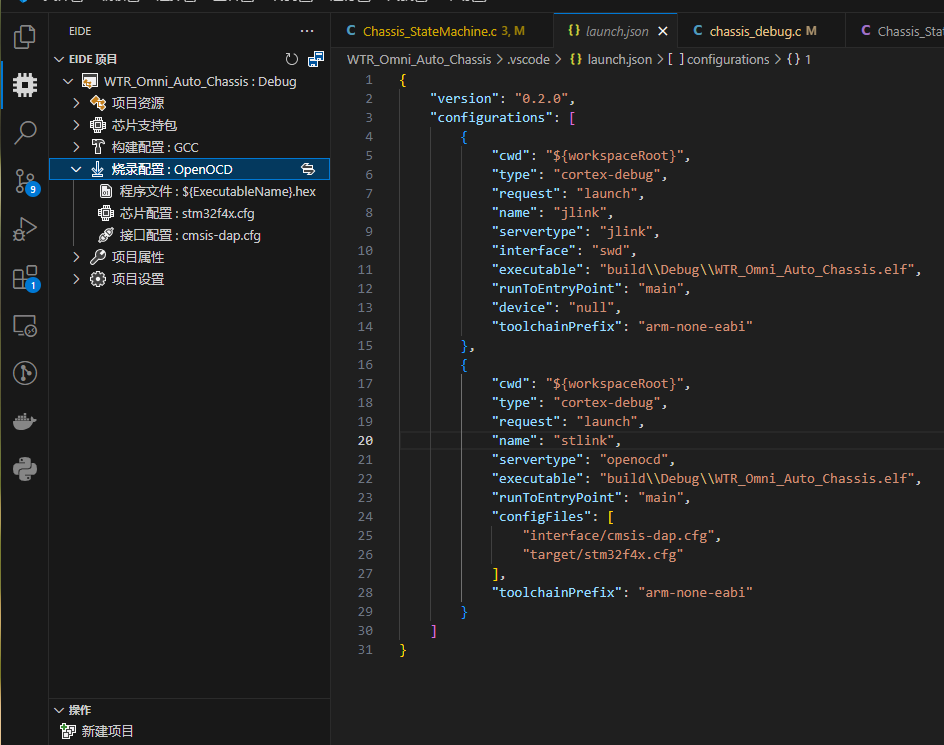 EIDE
EIDE 项目
WTR_Omni_Auto_Chassis : Debug
项目资源
芯片支持包
构建配置 : GCC
烧录配置 : OpenOCD
程序文件 : ${ExecutableName}.hex
芯片配置 : stm32f4x.cfg
接口配置 : cmsis-dap.cfg
项目属性
项目设置
9
1
操作
新建项目
C Chassis_StateMachine.c 3, M
{} launch.json
C chassis_debug.c M
C Chassis_Stat
WTR_Omni_Auto_Chassis > .vscode > {} launch.json > [ ] configurations > {} 1
1 {
2 "version": "0.2.0",
3 "configurations": [
4 {
5 "cwd": "${workspaceRoot}",
6 "type": "cortex-debug",
7 "request": "launch",
8 "name": "jlink",
9 "servertype": "jlink",
10 "interface": "swd",
11 "executable": "build\\Debug\\WTR_Omni_Auto_Chassis.elf",
12 "runToEntryPoint": "main",
13 "device": "null",
14 "toolchainPrefix": "arm-none-eabi"
15 },
16 {
17 "cwd": "${workspaceRoot}",
18 "type": "cortex-debug",
19 "request": "launch",
20 "name": "stlink",
21 "servertype": "openocd",
22 "executable": "build\\Debug\\WTR_Omni_Auto_Chassis.elf",
23 "runToEntryPoint": "main",
24 "configFiles": [
25 "interface/cmsis-dap.cfg",
26 "target/stm32f4x.cfg"
27 ],
28 "toolchainPrefix": "arm-none-eabi"
29 }
30 ]
31 }